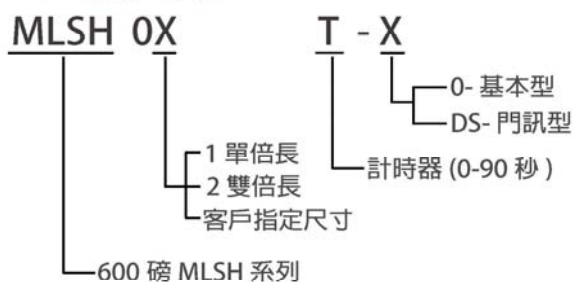 MLSH 0X T - X
0- 基本型
DS- 門訊型
1 單倍長
計時器 (0-90 秒 )
2 雙倍長
客戶指定尺寸
600 磅 MLSH 系列